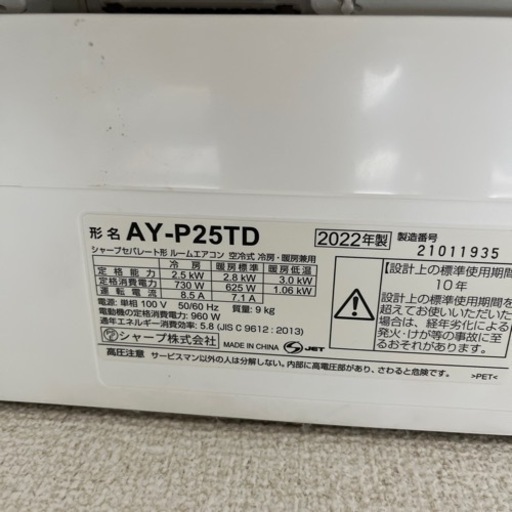 形名 AY-P25TD 2022年製 製造番号 21011935
シャープセパレート形 ルームエアコン 空冷式 冷房・暖房兼用
冷房 暖房標準 暖房低温
定格能力 2.5 kW 2.8 kW 3.0 kW
定格消費電力 730 W 625 W 1.06 kW
運転電流 8.5 A 7.1 A
電源: 単相 100 V 50/60 Hz 質量: 9 kg
電動機の定格消費電力: 960 W
通年エネルギー消費効率: 5.8 (JIS C 9612 : 2013)
シャープ株式会社 MADE IN CHINA S JET
高圧注意 サービスマン以外の人は分解しない。内部に高電圧部があり、さわると危険です。
【設計上の標準使用期間】
10年
設計上の標準使用期間を
超えてお使いいただいた
場合は、経年劣化による
発火・けが等の事故に至
るおそれがあります。
>PET<